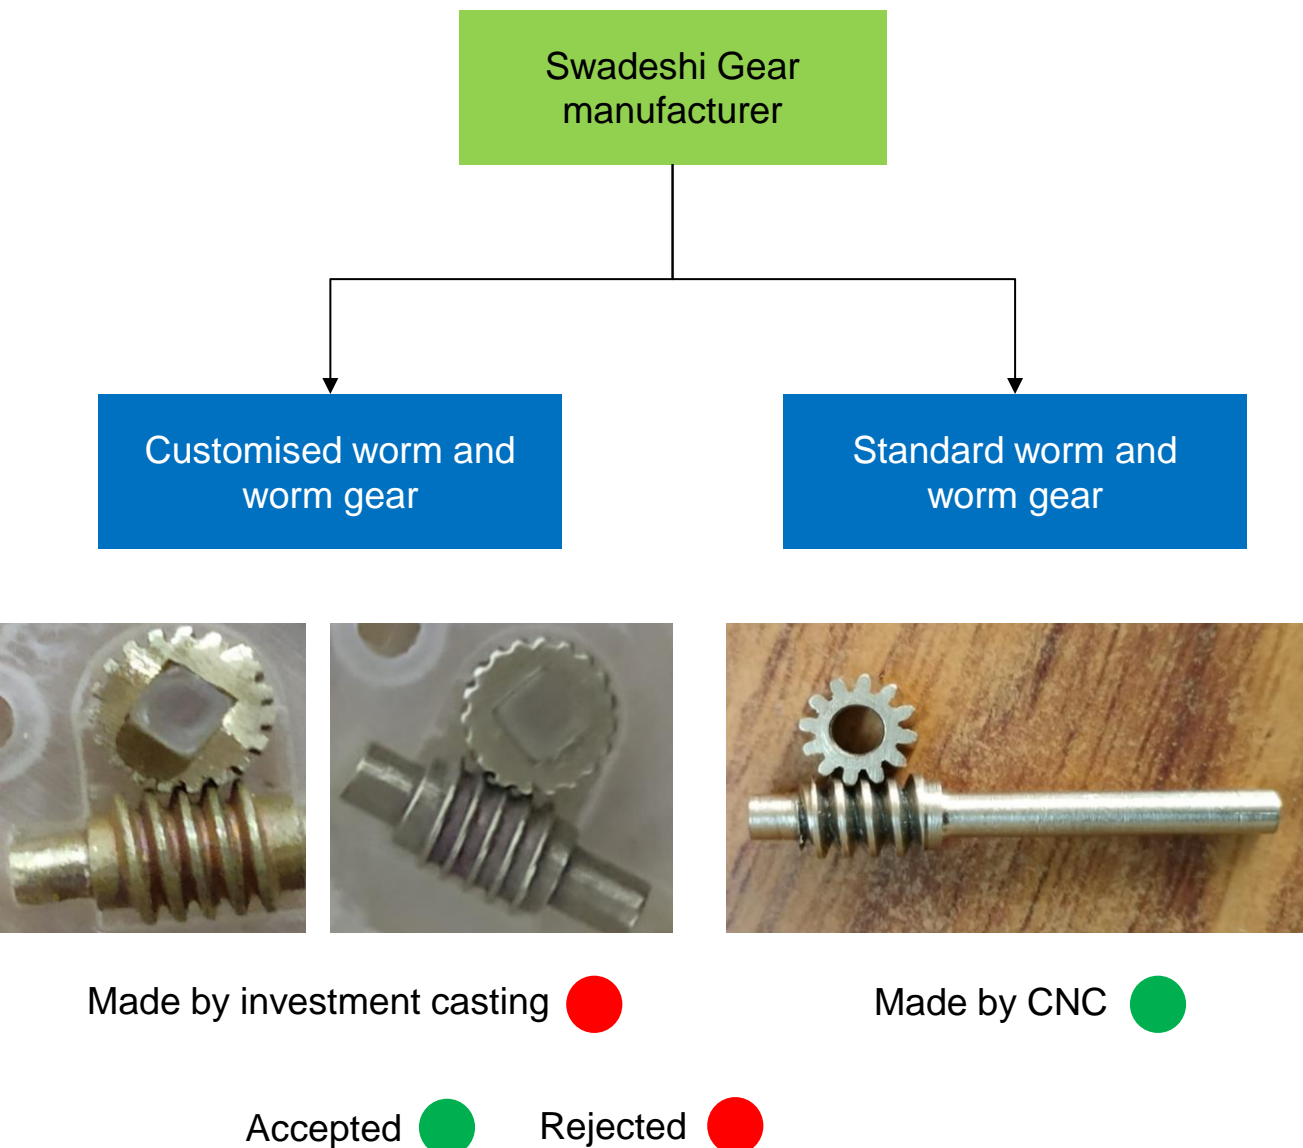 Swadeshi Gear
manufacturer
Customised worm and
worm gear
Standard worm and
worm gear
Made by investment casting
Made by CNC
Accepted
Rejected